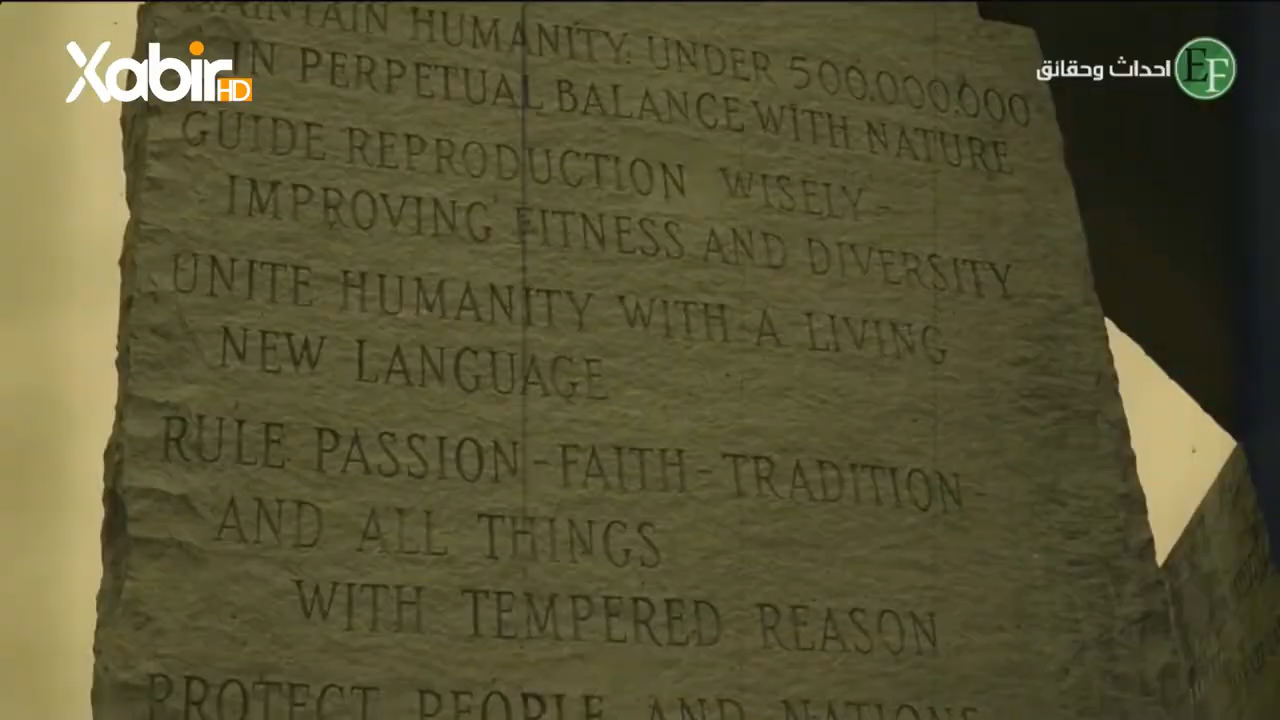 Xabir HD
احداث وحقائق EF
MAINTAIN HUMANITY UNDER 500.000.000
IN PERPETUAL BALANCE WITH NATURE
GUIDE REPRODUCTION WISELY-
IMPROVING FITNESS AND DIVERSITY
UNITE HUMANITY WITH A LIVING
NEW LANGUAGE
RULE PASSION-FAITH-TRADITION-
AND ALL THINGS
WITH TEMPERED REASON
PROTECT PEOPLE AND NATIONS